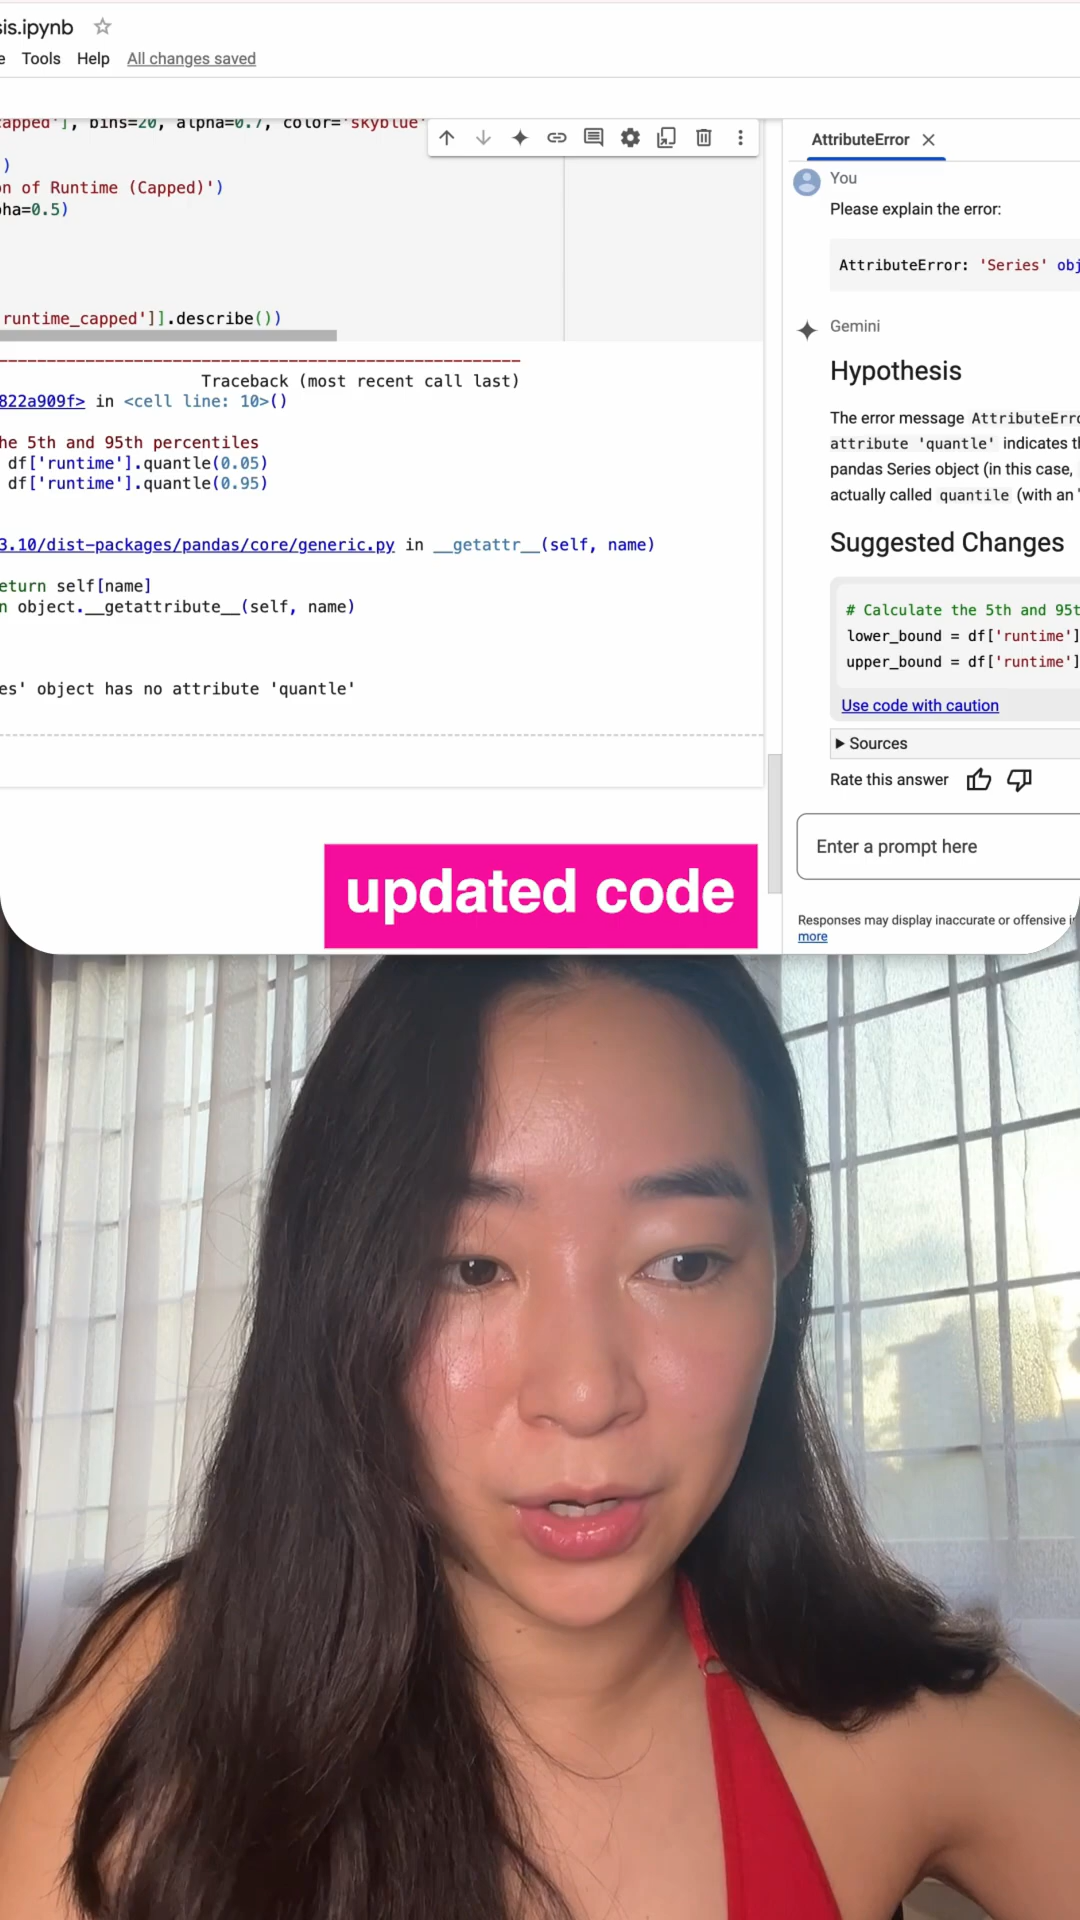 sis.ipynb
Tools Help All changes saved
capped'], bins=20, alpha=0.7, color='skyblue'
')
n of Runtime (Capped)')
pha=0.5)
runtime_capped']].describe())
Traceback (most recent call last)
822a909f> in <cell line: 10>()
he 5th and 95th percentiles
df['runtime'].quantle(0.05)
df['runtime'].quantle(0.95)
3.10/dist-packages/pandas/core/generic.py in __getattr__(self, name)
eturn self[name]
n object.__getattribute__(self, name)
es' object has no attribute 'quantle'
AttributeError
You
Please explain the error:
AttributeError: 'Series' obj
Gemini
Hypothesis
The error message AttributeErro
attribute 'quantle' indicates th
pandas Series object (in this case,
actually called quantile (with an '
Suggested Changes
# Calculate the 5th and 95t
lower_bound = df['runtime']
upper_bound = df['runtime']
Use code with caution
Sources
Rate this answer
Enter a prompt here
Responses may display inaccurate or offensive i
more
updated code